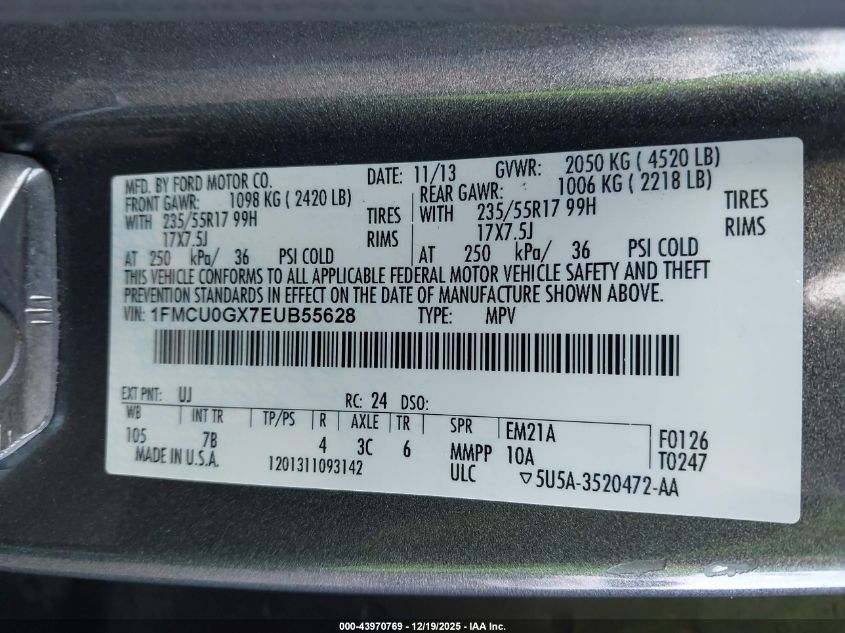 MFD. BY FORD MOTOR CO. DATE: 11/13 GVWR: 2050 KG ( 4520 LB)
FRONT GAWR: 1098 KG ( 2420 LB) REAR GAWR: 1006 KG ( 2218 LB)
WITH 235/55R17 99H TIRES WITH 235/55R17 99H TIRES
17X7.5J RIMS 17X7.5J RIMS
AT 250 kPa/ 36 PSI COLD AT 250 kPa/ 36 PSI COLD
THIS VEHICLE CONFORMS TO ALL APPLICABLE FEDERAL MOTOR VEHICLE SAFETY AND THEFT
PREVENTION STANDARDS IN EFFECT ON THE DATE OF MANUFACTURE SHOWN ABOVE.
VIN: 1FMCU0GX7EUB55628 TYPE: MPV
EXT PNT: UJ RC: 24 DSO:
WB INT TR TP/PS R AXLE TR SPR EM21A F0126
105 7B 4 3C 6 MMPP 10A T0247
MADE IN U.S.A. 1201311093142 ULC ▽5U5A-3520472-AA
000-43970769 • 12/19/2025 • IAA Inc.